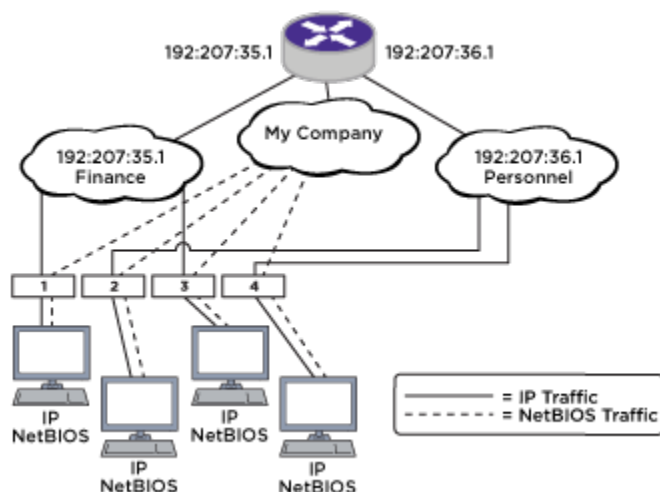 192:207:35.1
192:207:36.1
My Company
192:207:35.1
Finance
192:207:36.1
Personnel
1
2
3
4
IP
NetBIOS
IP
NetBIOS
IP
NetBIOS
IP
NetBIOS
= IP Traffic
= NetBIOS Traffic